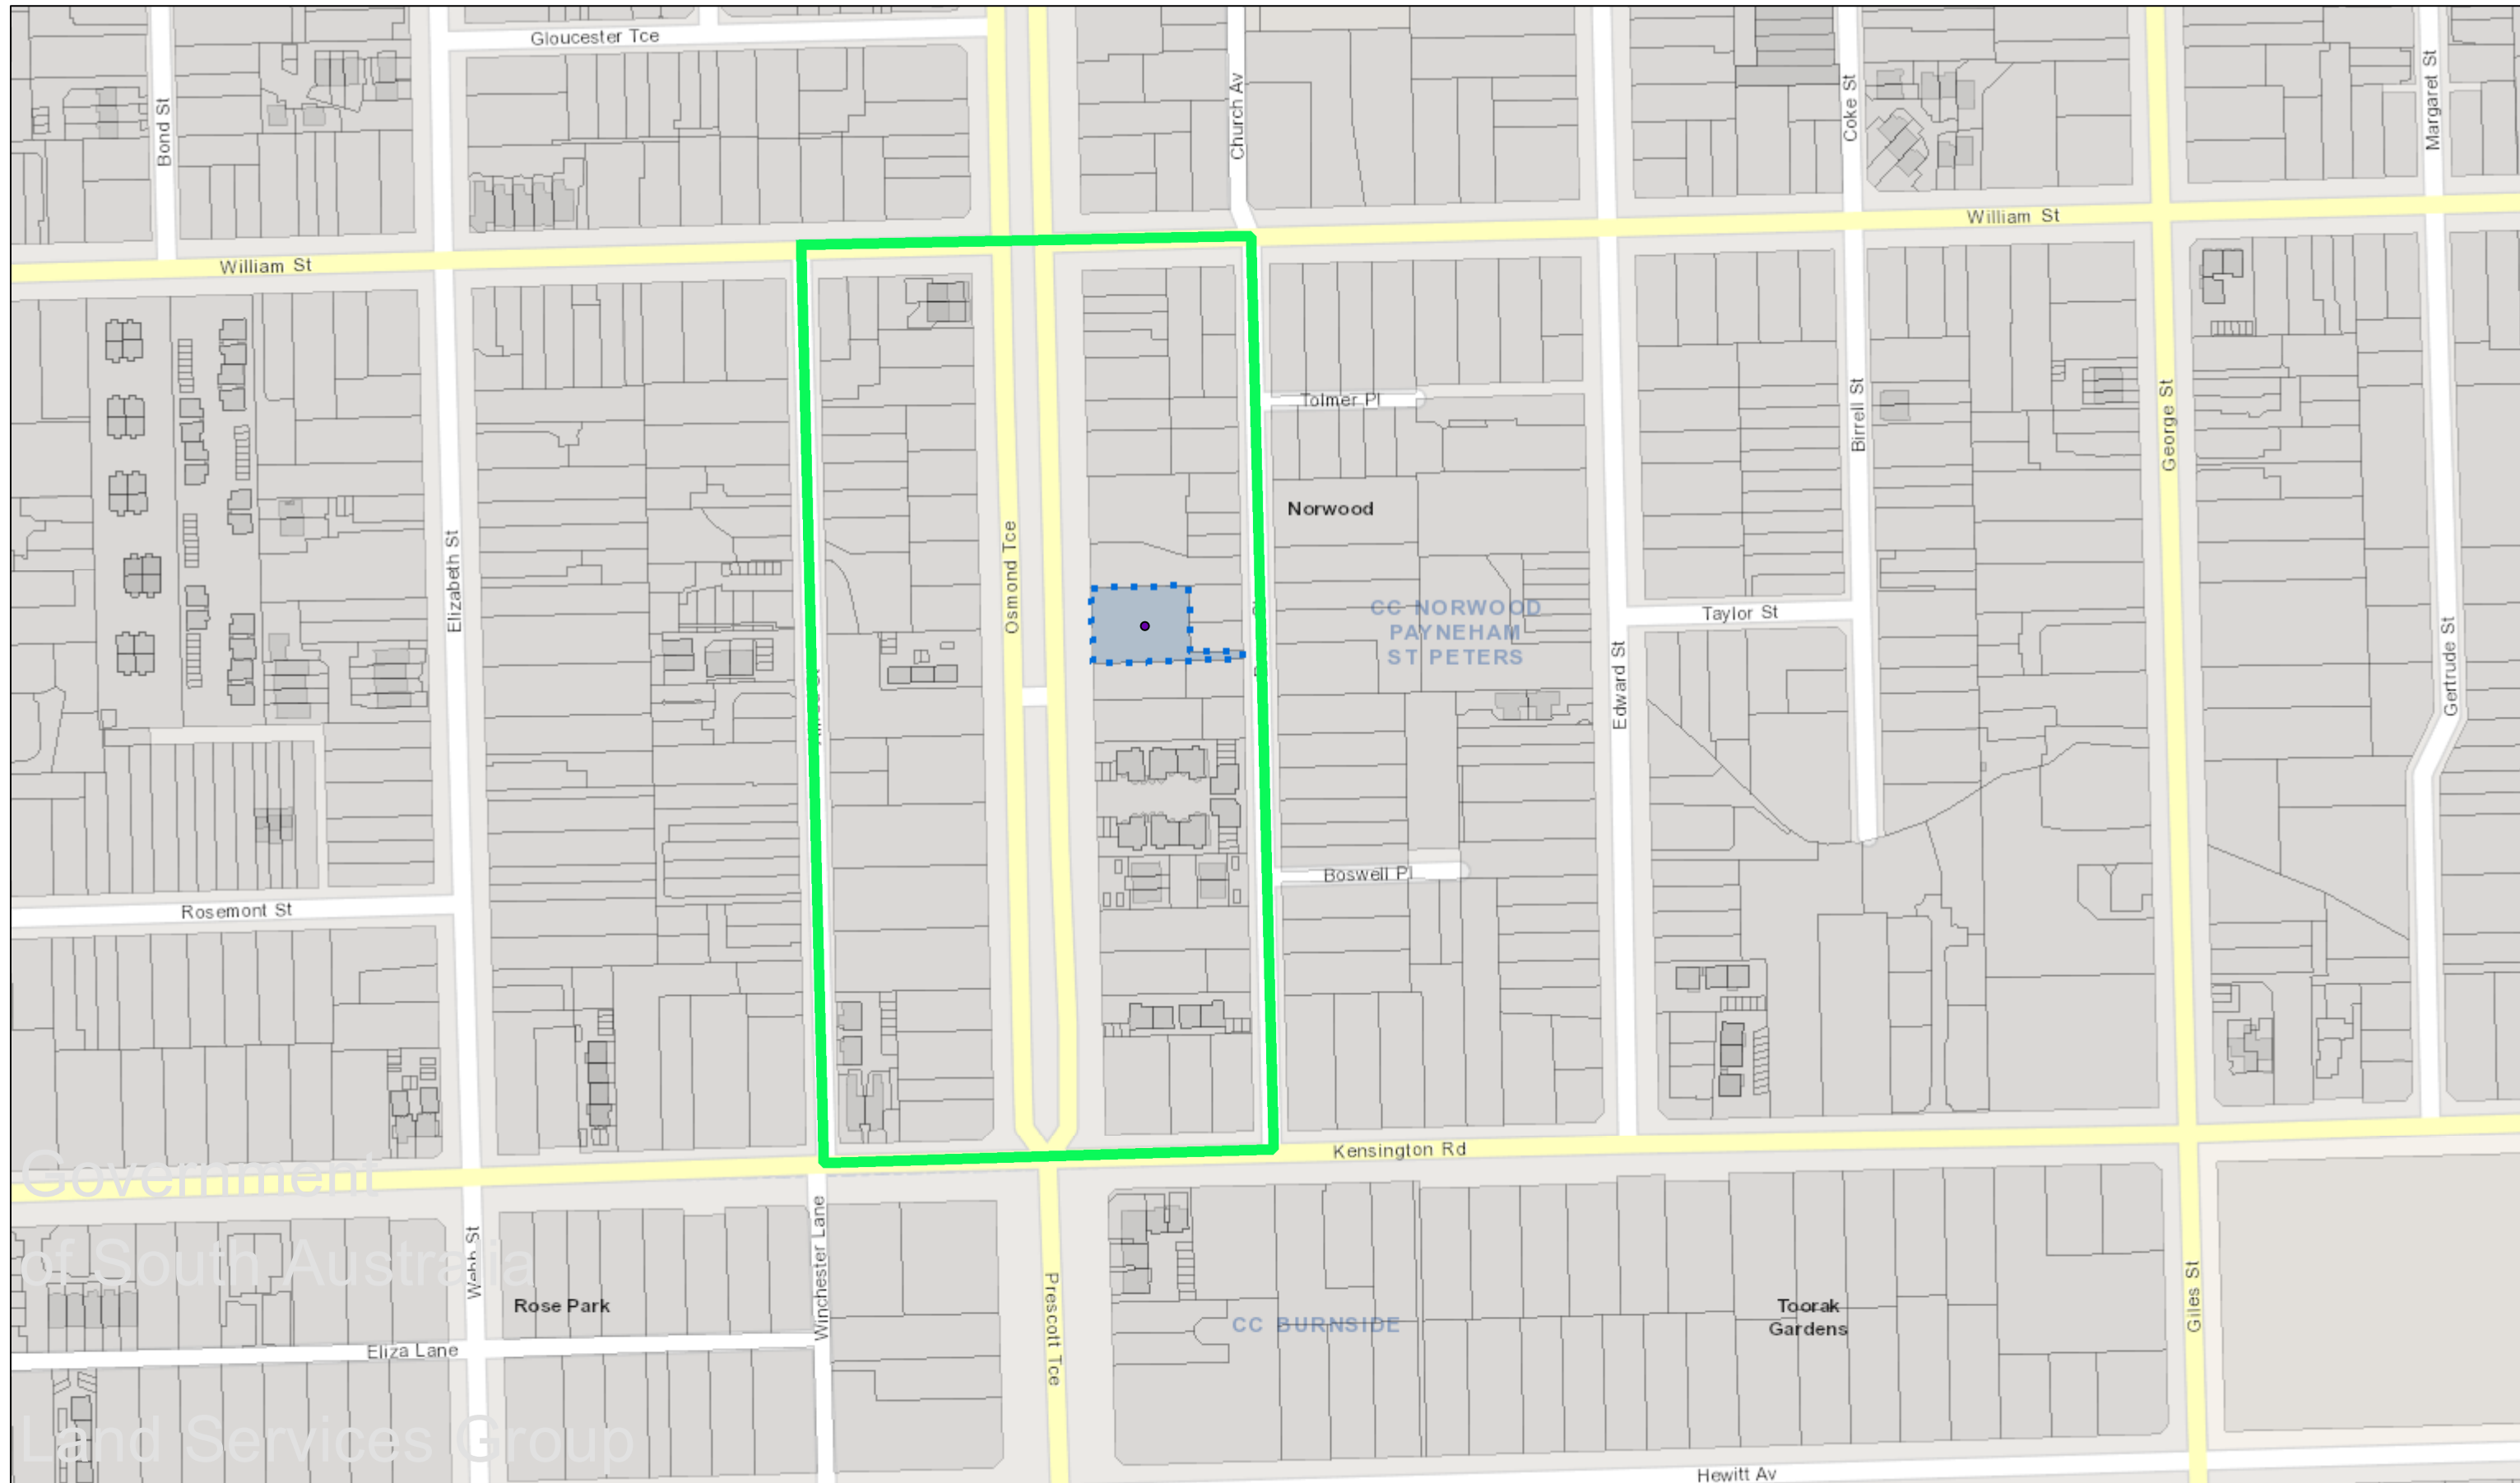 Gloucester Tce
Bond St
Church Av
Coke St
Margaret St
William St
William St
Tolmer Pl
Birrell St
George St
Norwood
Elizabeth St
Osmond Tce
CC NORWOOD
PAYNEHAM
ST PETERS
Taylor St
Edward St
Gertrude St
Boswell Pl
Rosemont St
Kensington Rd
Government
of South Australia
Land Services Group
Webb St
Winchester Lane
Prescott Tce
Rose Park
CC BURNSIDE
Toorak
Gardens
Giles St
Eliza Lane
Hewitt Av